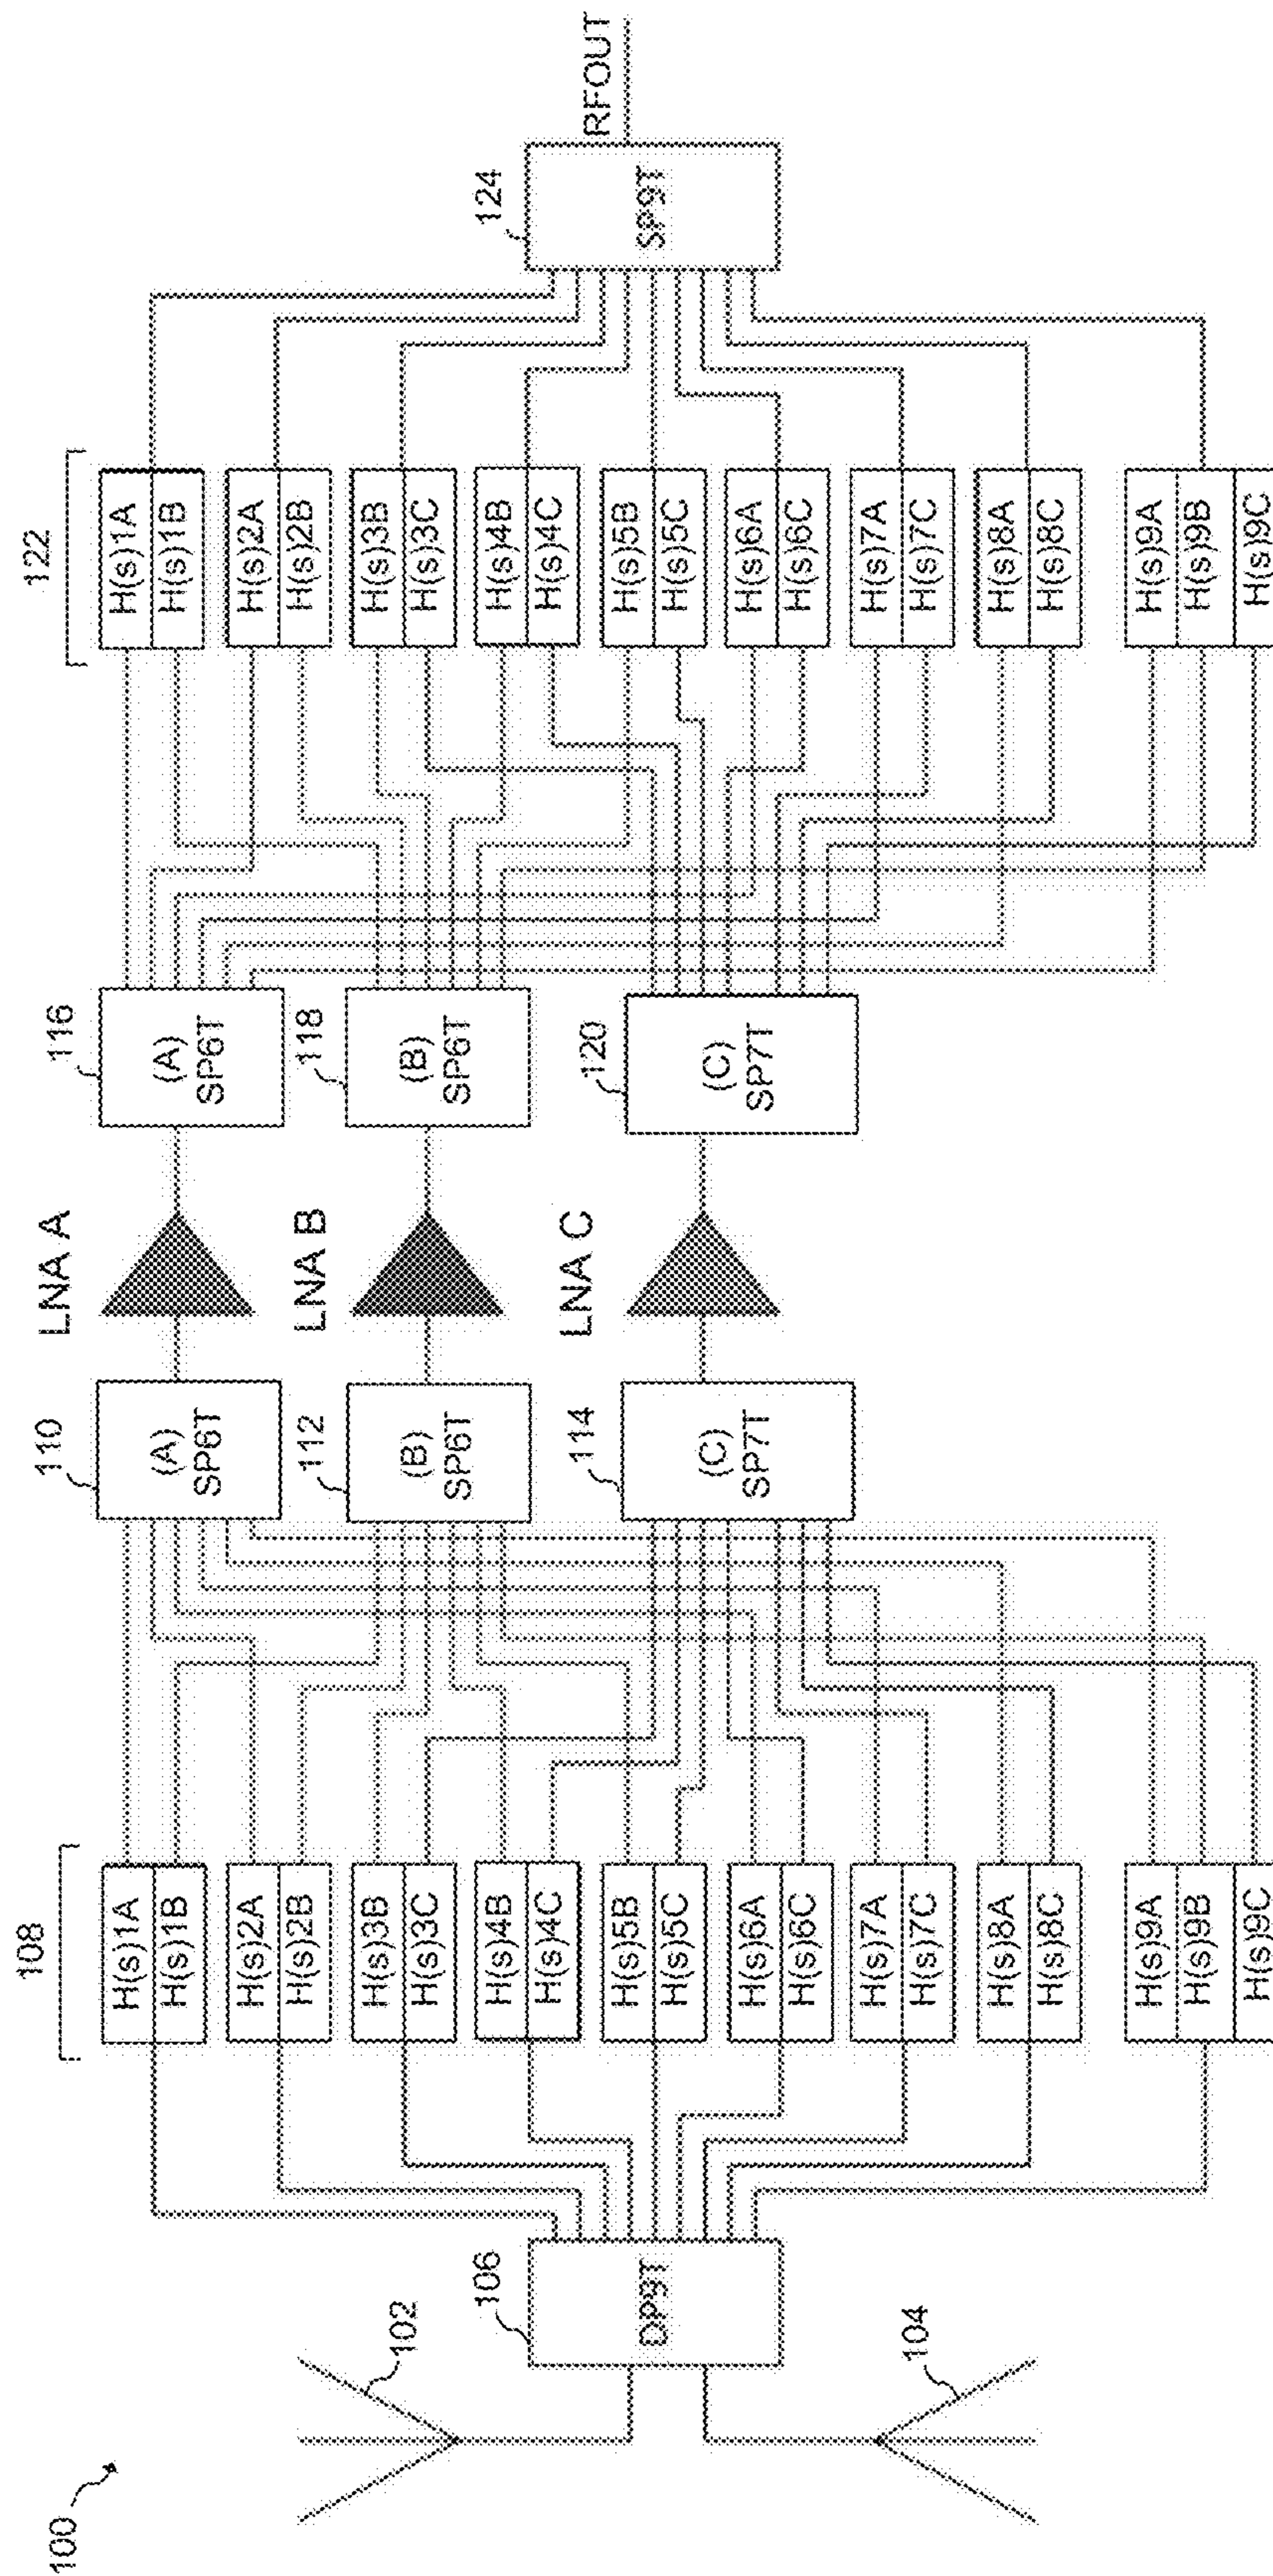 100
102
104
106
DP9T
108
H(s)1A
H(s)1B
H(s)2A
H(s)2B
H(s)3B
H(s)3C
H(s)4B
H(s)4C
H(s)5B
H(s)5C
H(s)6A
H(s)6C
H(s)7A
H(s)7C
H(s)8A
H(s)8C
H(s)9A
H(s)9B
H(s)9C
110
(A)
SP6T
112
(B)
SP6T
114
(C)
SP7T
LNA A
LNA B
LNA C
116
(A)
SP6T
118
(B)
SP6T
120
(C)
SP7T
122
H(s)1A
H(s)1B
H(s)2A
H(s)2B
H(s)3B
H(s)3C
H(s)4B
H(s)4C
H(s)5B
H(s)5C
H(s)6A
H(s)6C
H(s)7A
H(s)7C
H(s)8A
H(s)8C
H(s)9A
H(s)9B
H(s)9C
124
SP9T
RFOUT